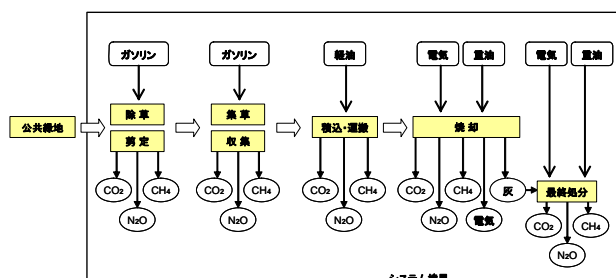 ガソリン ガソリン 軽油 電気 重油 電気 重油
公共緑地 除草 集草 積込・運搬 焼却
剪定 収集
CO2 CH4 CO2 CH4 CO2 CH4 CO2 CH4 灰 最終処分
N2O N2O N2O N2O 電気 CO2 CH4
N2O
システム境界